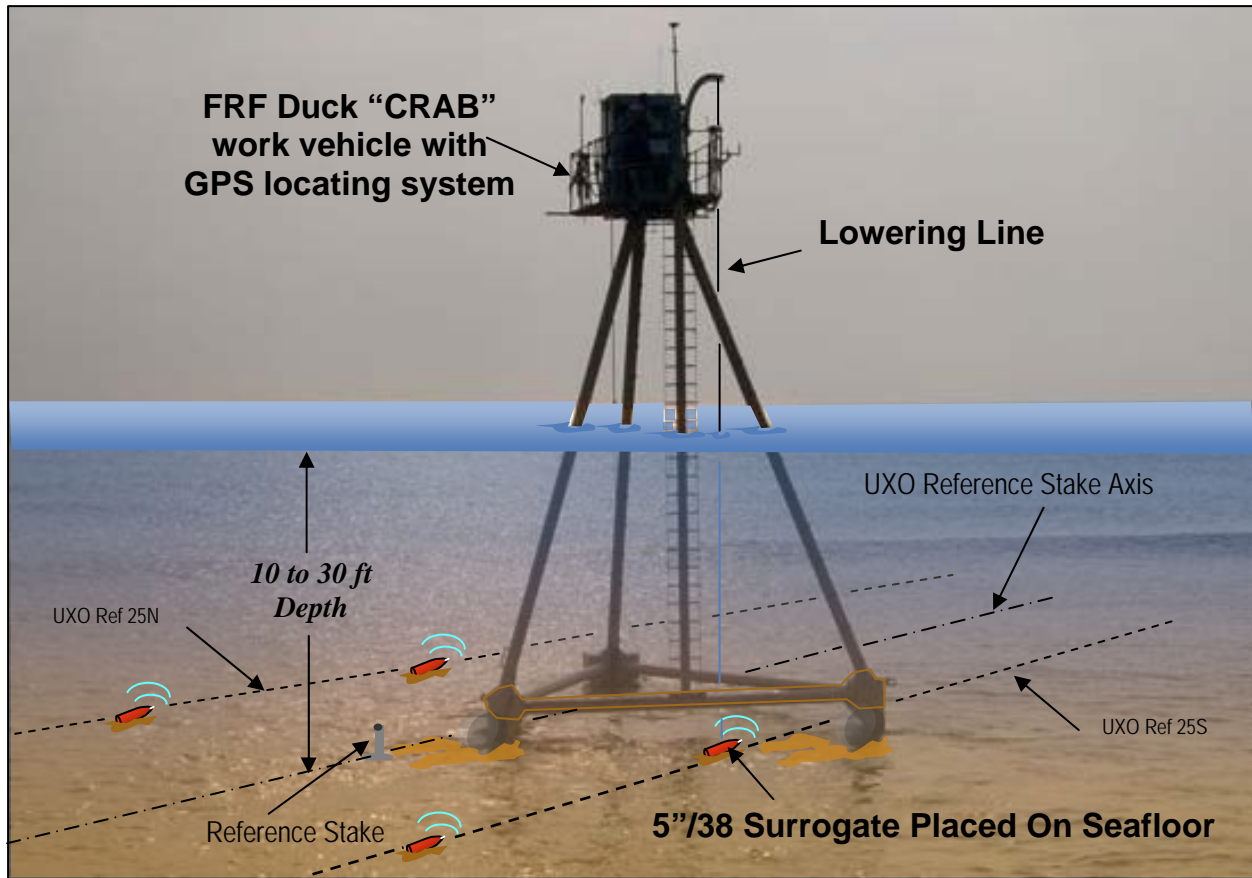 FRF Duck “CRAB”
work vehicle with
GPS locating system
Lowering Line
UXO Reference Stake Axis
10 to 30 ft
Depth
UXO Ref 25N
UXO Ref 25S
Reference Stake
5”/38 Surrogate Placed On Seafloor